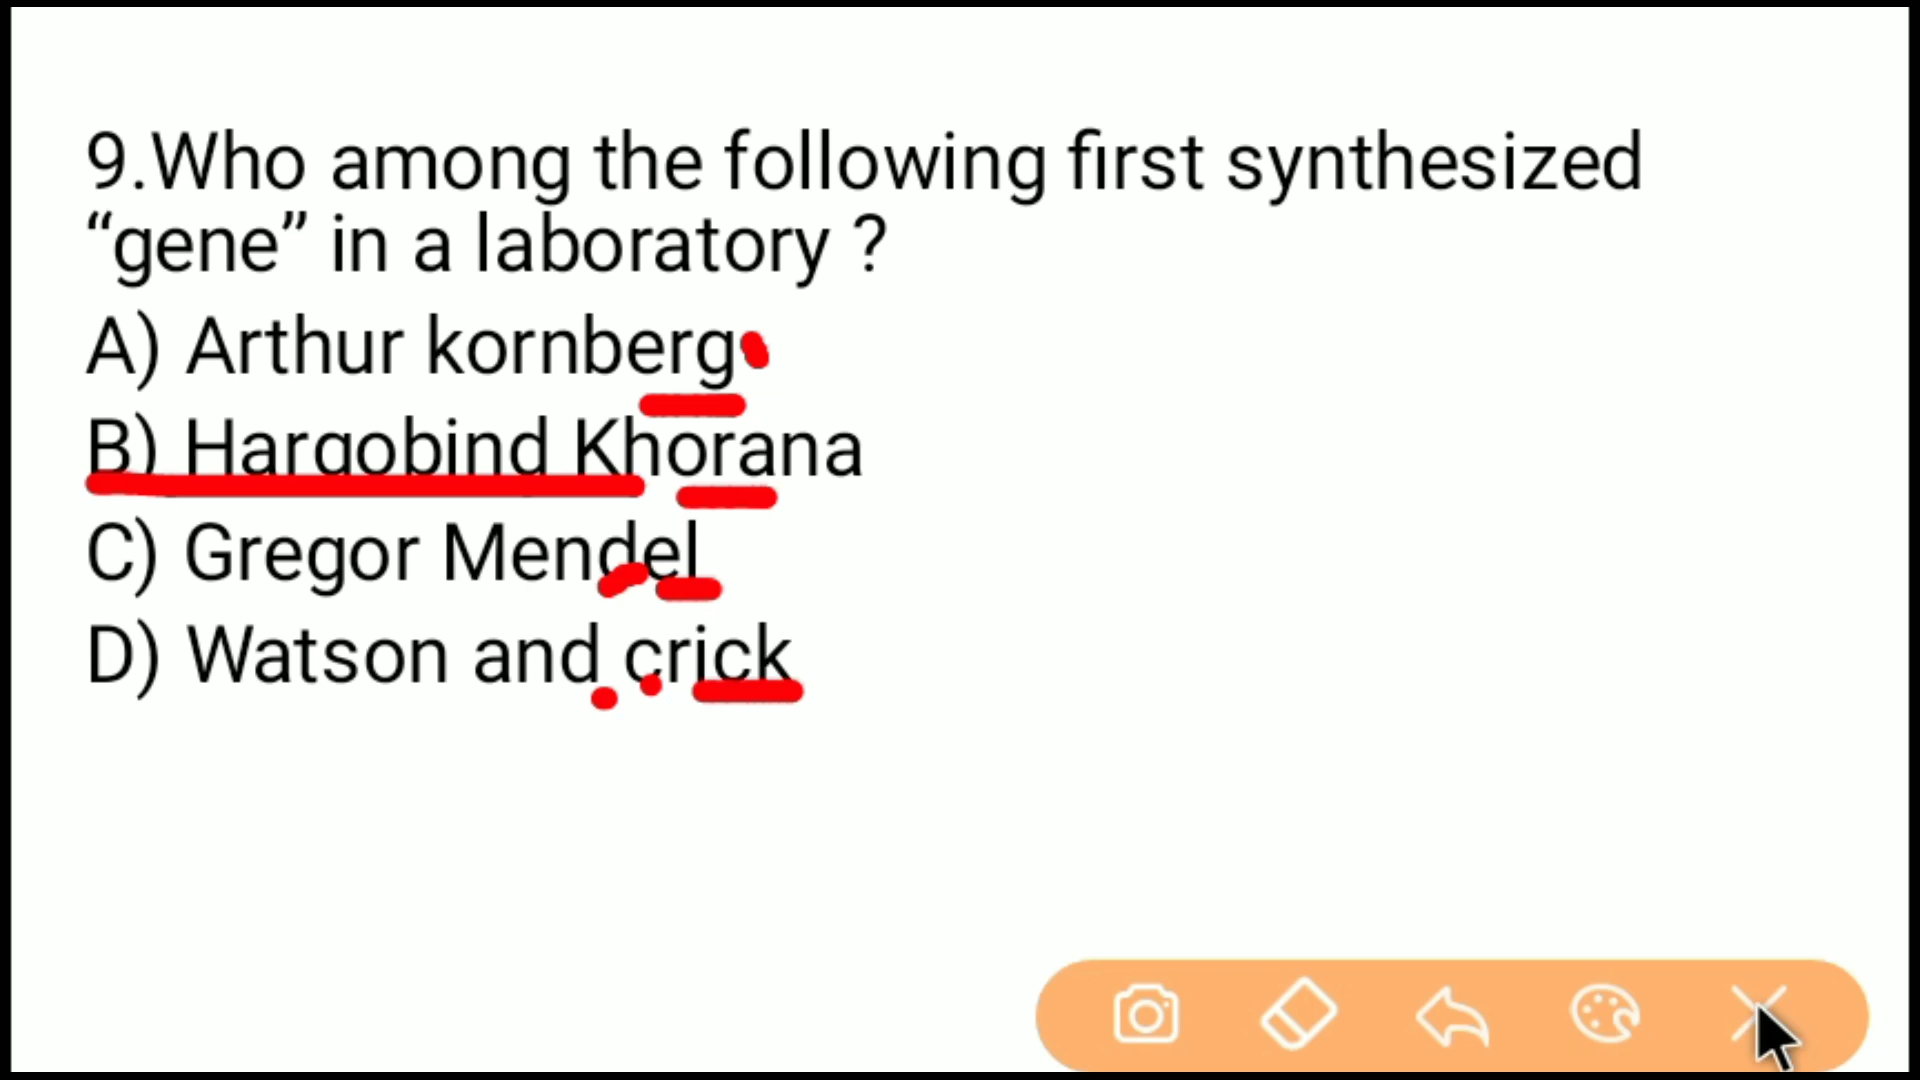 9.Who among the following first synthesized
“gene” in a laboratory ?
A) Arthur kornberg
B) Hargobind Khorana
C) Gregor Mendel
D) Watson and crick